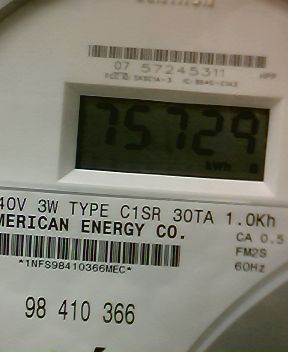 07 57245311
75729
kWh
40V 3W TYPE C1SR 30TA 1.0Kh
MERICAN ENERGY CO.
CA 0.5
FM2S
60Hz
*1NFS98410366MEC*
98 410 366